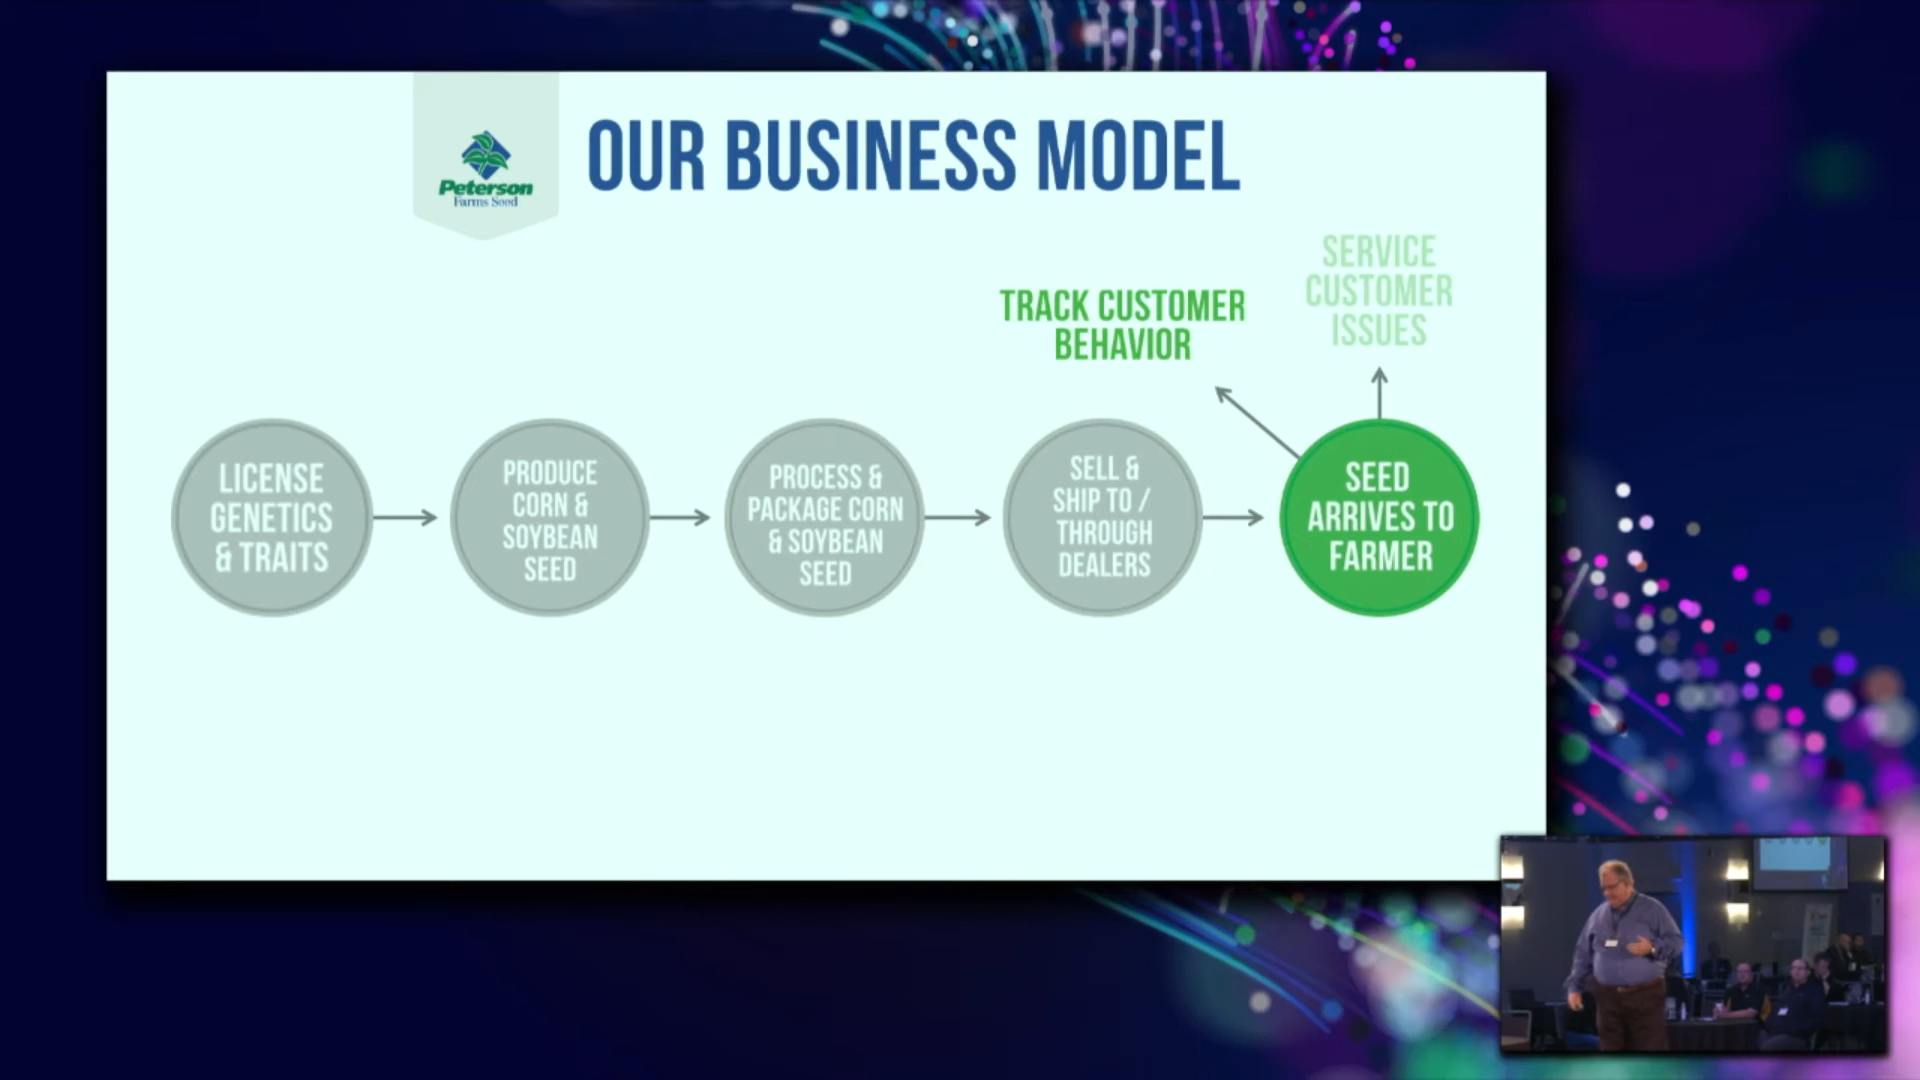 Peterson
Farms Seed
OUR BUSINESS MODEL
TRACK CUSTOMER
BEHAVIOR
SERVICE
CUSTOMER
ISSUES
LICENSE
GENETICS
& TRAITS
PRODUCE
CORN &
SOYBEAN
SEED
PROCESS &
PACKAGE CORN
& SOYBEAN
SEED
SELL &
SHIP TO /
THROUGH
DEALERS
SEED
ARRIVES TO
FARMER